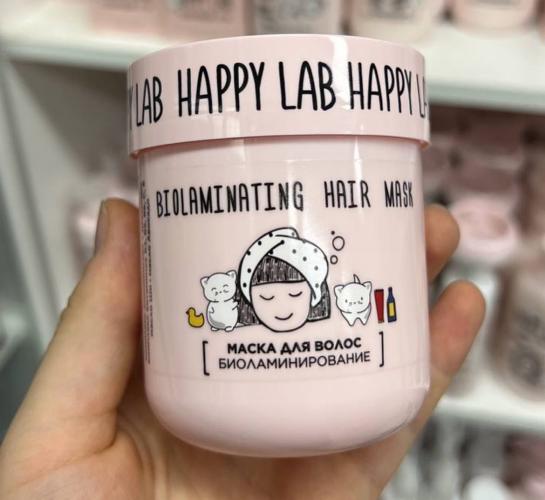 LAB HAPPY LAB HAPPY
BIOLAMINATING HAIR MASK
МАСКА ДЛЯ ВОЛОС
БИОЛАМИНИРОВАНИЕ